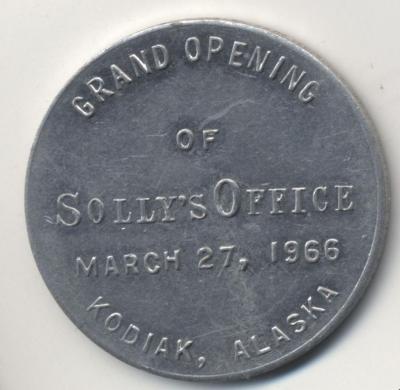 GRAND OPENING
OF
SOLLY'S OFFICE
MARCH 27, 1966
KODIAK, ALASKA